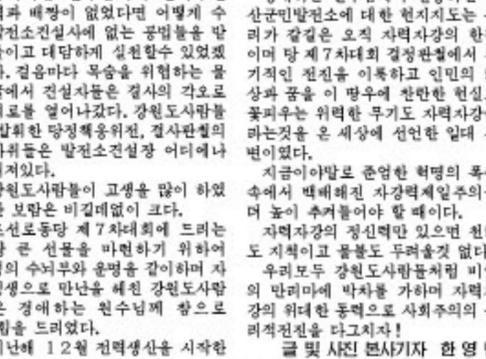 과 배짱이 없었다면 어떻게 수
발전소건설사에 없는 공법들을 받
이고 대담하게 실천할수 있었겠
. 걸음마다 목숨을 위협하는 물
에서 건설자들은 결사의 각오로
로를 열어나갔다. 강원도사람들
발휘한 당정책옹위전, 결사관철의
위들은 발전소건설장 어디에나
져있다.
원도사람들이 고생을 많이 하였
보람은 비길데없이 크다.
선로동당 제7차대회에 드리는
큰 선물을 마련하기 위하여
의 수뇌부와 운명을 같이하며 자
생으로 만난을 헤친 강원도사람
은 경애하는 원수님께 참으로
힘을 드리였다.
난해 12월 전력생산을 시작한
산군민발전소에 대한 현지지도는
리가 갈길은 오직 자력자강의 한
이며 당 제7차대회 결정관철에서
기적인 전진을 이룩하고 인민의
상과 꿈을 이 땅우에 찬란한 현실
꽃피우는 위력한 무기도 자력자강
라는것을 온 세상에 선언한 일대
변이였다.
지금이야말로 준엄한 혁명의 폭
속에서 백배해진 자강력제일주의
더 높이 추켜들어야 할 때이다.
자력자강의 정신력만 있으면 천
도 지척이고 물불도 두려울것 없다
우리모두 강원도사람들처럼 비
의 만리마에 박차를 가하며 자력
강의 위대한 동력으로 사회주의의
리적전진을 다그치자!
글 및 사진 본사기자 한 영